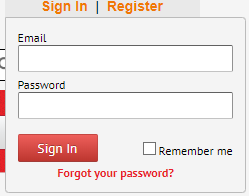 Sign In | Register
Email
Password
Sign In
Remember me
Forgot your password?